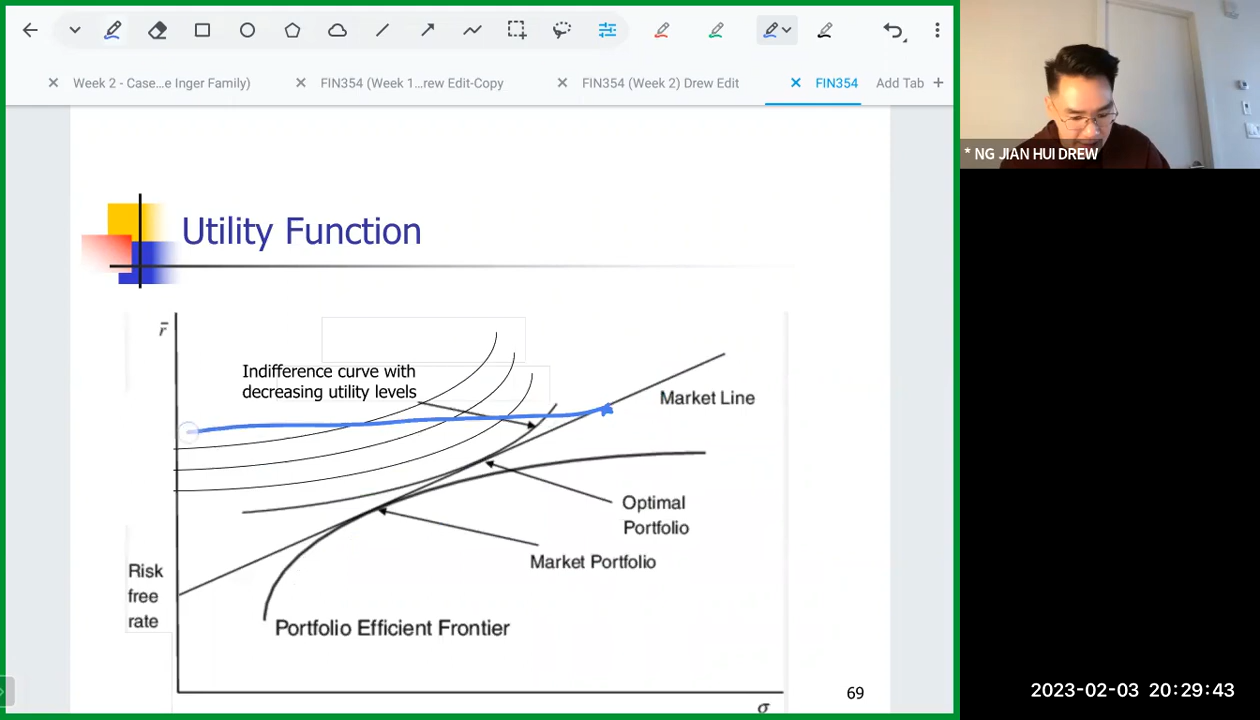 Week 2 - Case...e Inger Family)
FIN354 (Week 1...rew Edit-Copy
FIN354 (Week 2) Drew Edit
FIN354
Add Tab
* NG JIAN HUI DREW
Utility Function
r̄
Indifference curve with
decreasing utility levels
Market Line
Optimal
Portfolio
Market Portfolio
Risk
free
rate
Portfolio Efficient Frontier
σ
69
2023-02-03 20:29:43